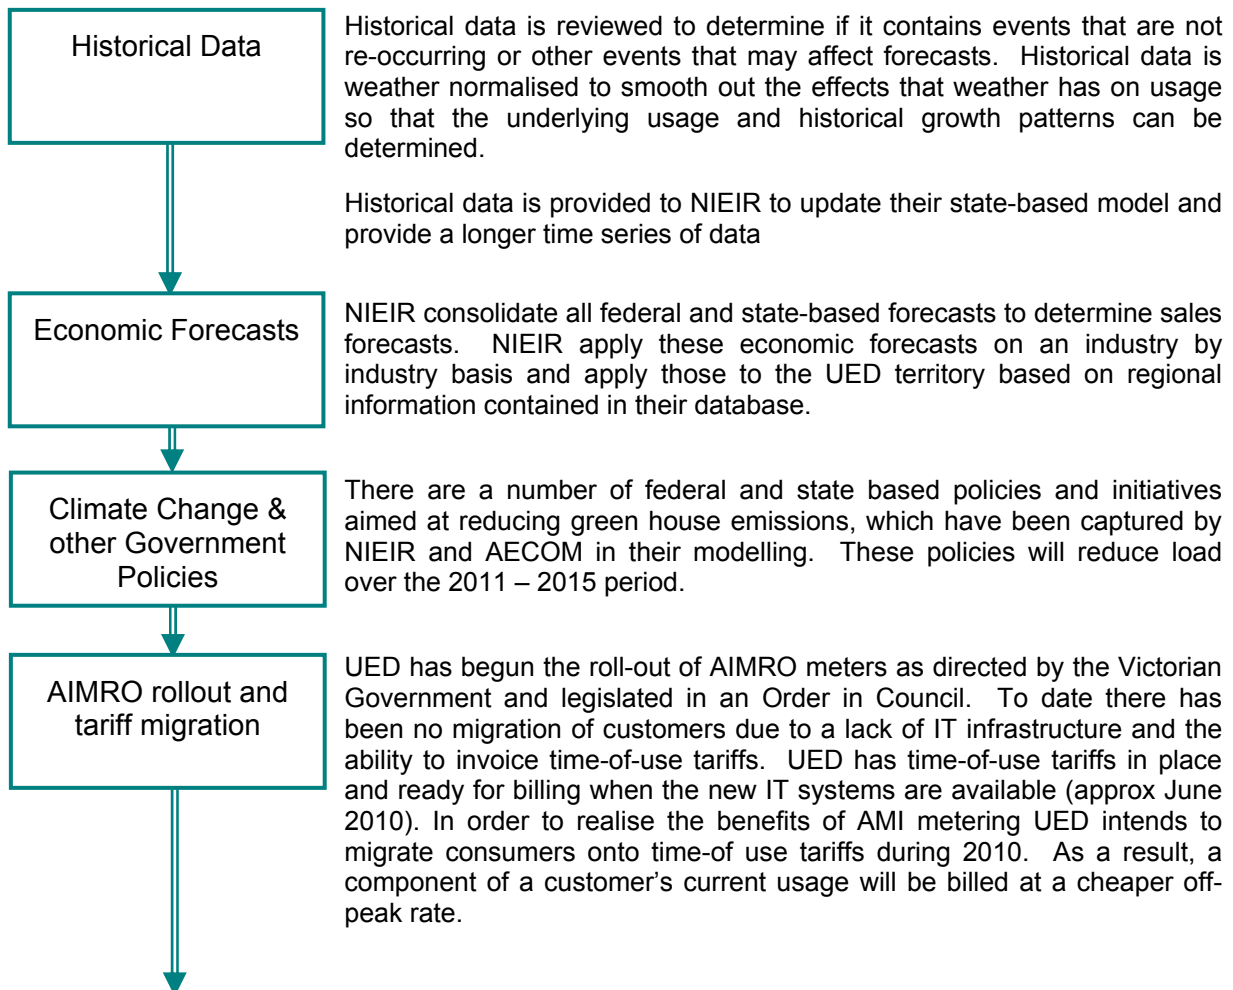 Historical Data
Historical data is reviewed to determine if it contains events that are not
re-occurring or other events that may affect forecasts. Historical data is
weather normalised to smooth out the effects that weather has on usage
so that the underlying usage and historical growth patterns can be
determined.
Historical data is provided to NIEIR to update their state-based model and
provide a longer time series of data
Economic Forecasts
NIEIR consolidate all federal and state-based forecasts to determine sales
forecasts. NIEIR apply these economic forecasts on an industry by
industry basis and apply those to the UED territory based on regional
information contained in their database.
Climate Change &
other Government
Policies
There are a number of federal and state based policies and initiatives
aimed at reducing green house emissions, which have been captured by
NIEIR and AECOM in their modelling. These policies will reduce load
over the 2011 – 2015 period.
AIMRO rollout and
tariff migration
UED has begun the roll-out of AIMRO meters as directed by the Victorian
Government and legislated in an Order in Council. To date there has
been no migration of customers due to a lack of IT infrastructure and the
ability to invoice time-of-use tariffs. UED has time-of-use tariffs in place
and ready for billing when the new IT systems are available (approx June
2010). In order to realise the benefits of AMI metering UED intends to
migrate consumers onto time-of use tariffs during 2010. As a result, a
component of a customer's current usage will be billed at a cheaper off-
peak rate.